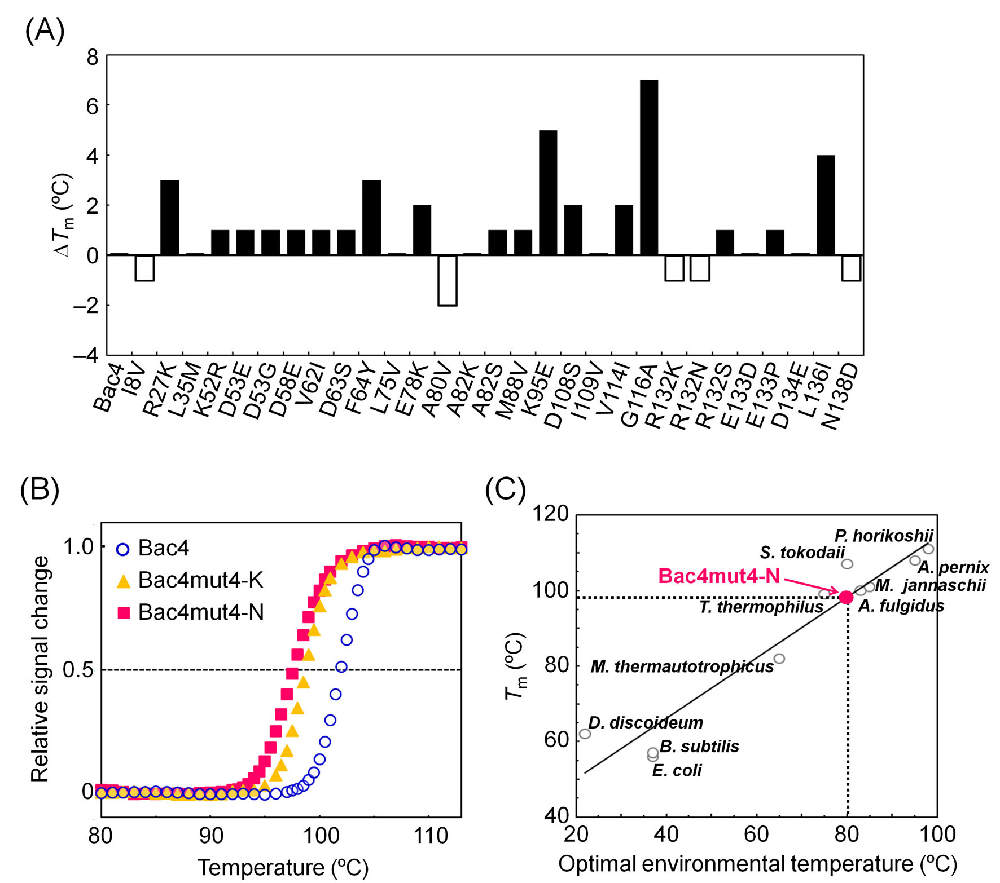 (A)
8
6
4
2
0
–2
–4
ΔTm (ºC)
Bac4
I8V
R27K
L35M
K52R
D53E
D53G
D58E
V62I
D63S
F64Y
L75V
E78K
A80V
A82K
A82S
M88V
K95E
D108S
I109V
V114I
G116A
R132K
R132N
R132S
E133D
E133P
D134E
L136I
N138D
(B)
1.0
0.5
0
Relative signal change
Bac4
Bac4mut4-K
Bac4mut4-N
80 90 100 110
Temperature (ºC)
(C)
120
100
80
60
40
Tm (ºC)
P. horikoshii
S. tokodaii
A. pernix
Bac4mut4-N
M. jannaschii
T. thermophilus
A. fulgidus
M. thermautotrophicus
D. discoideum
B. subtilis
E. coli
20 40 60 80 100
Optimal environmental temperature (ºC)